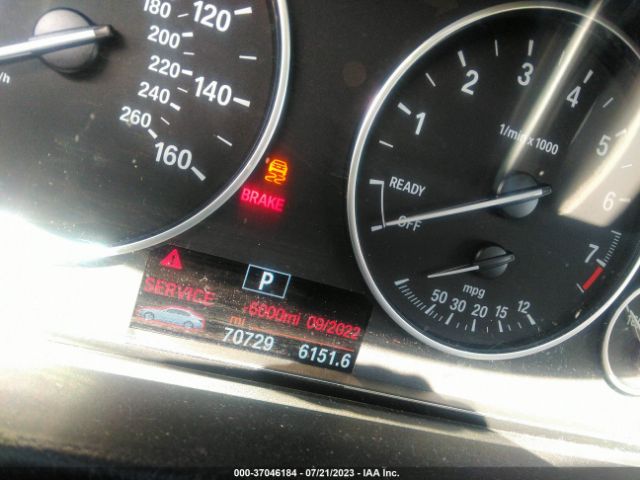 180 120
200
220 140
240
260
160
/h
BRAKE
P
SERVICE
-6600mi 09/2022
mi
70729 6151.6
1 2 3 4 5 6 7
1/min x 1000
READY
OFF
mpg
50 30 20 15 12
000-37046184 - 07/21/2023 - IAA Inc.